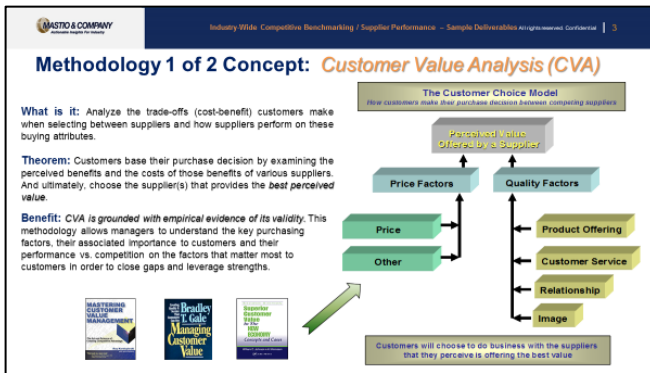 MASTIO & COMPANY
Actionable Insights For Industry
Industry Wide Competitive Benchmarking / Supplier Performance – Sample Deliverables All rights reserved. Confidential | 3
Methodology 1 of 2 Concept: Customer Value Analysis (CVA)
What is it: Analyze the trade-offs (cost-benefit) customers make
when selecting between suppliers and how suppliers perform on these
buying attributes.
Theorem: Customers base their purchase decision by examining the
perceived benefits and the costs of those benefits of various suppliers.
And ultimately, choose the supplier(s) that provides the best perceived
value.
Benefit: CVA is grounded with empirical evidence of its validity. This
methodology allows managers to understand the key purchasing
factors, their associated importance to customers and their
performance vs. competition on the factors that matter most to
customers in order to close gaps and leverage strengths.
MASTERING
CUSTOMER
VALUE
MANAGEMENT
Bradley
T. Gale
Managing
Customer
Value
Superior
Customer
Value
In The
NEW
ECONOMY
Concepts and Cases
The Customer Choice Model
How customers make their purchase decision between competing suppliers
Perceived Value
Offered by a Supplier
Price Factors
Quality Factors
Price
Other
Product Offering
Customer Service
Relationship
Image
Customers will choose to do business with the suppliers
that they perceive is offering the best value